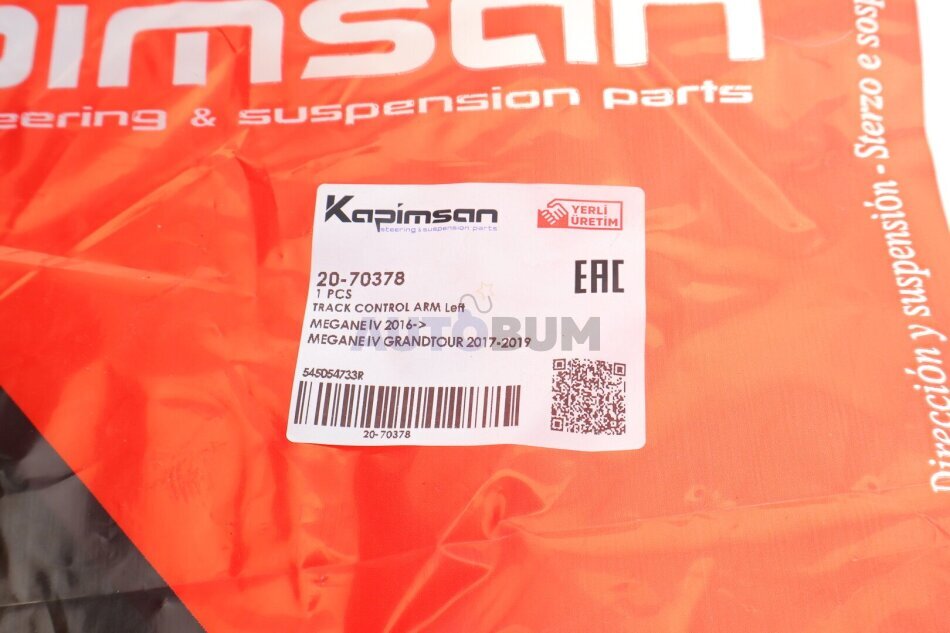 pimsan
eering & suspension parts
Dirección y suspensión - Sterzo e sosp
Kapimsan
steering & suspension parts
YERLİ
ÜRETİM
20-70378
EAC
1 PCS
TRACK CONTROL ARM Left
MEGANE IV 2016->
MEGANE IV GRANDTOUR 2017-2019
AUTOBUM
545054733R
20-70378